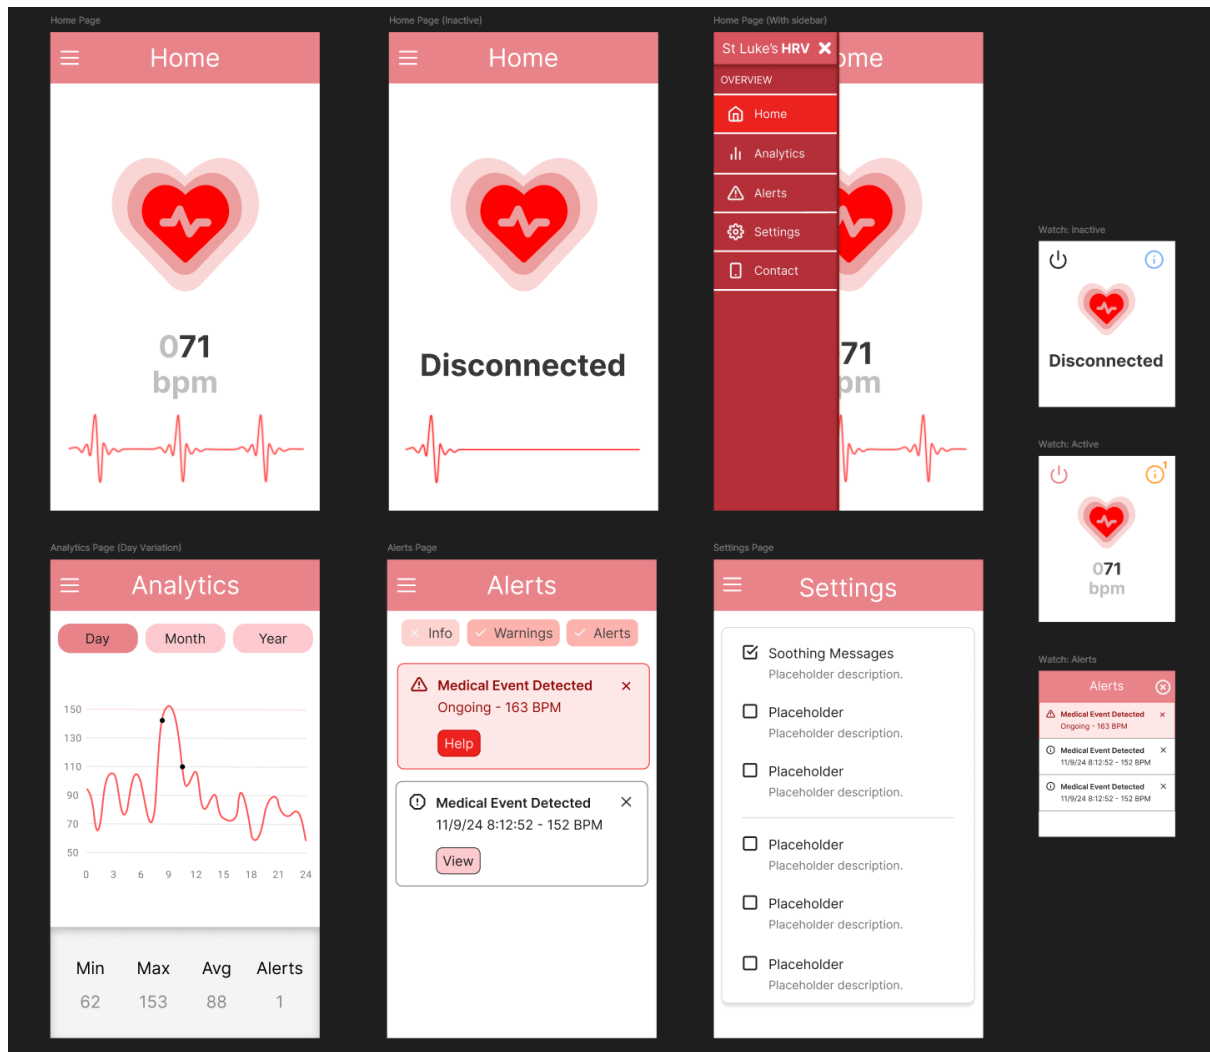 Home Page
Home
071
bpm
Home Page (Inactive)
Home
Disconnected
Home Page (With sidebar)
St Luke's HRV
ome
OVERVIEW
Home
Analytics
Alerts
Settings
Contact
71
bpm
Watch: Inactive
Disconnected
Watch: Active
1
071
bpm
Analytics Page (Day Variation)
Analytics
Day Month Year
150
130
110
90
70
50
0 3 6 9 12 15 18 21 24
Min Max Avg Alerts
62 153 88 1
Alerts Page
Alerts
Info Warnings Alerts
Medical Event Detected
Ongoing - 163 BPM
Help
Medical Event Detected
11/9/24 8:12:52 - 152 BPM
View
Settings Page
Settings
Soothing Messages
Placeholder description.
Placeholder
Placeholder description.
Placeholder
Placeholder description.
Placeholder
Placeholder description.
Placeholder
Placeholder description.
Placeholder
Placeholder description.
Watch: Alerts
Alerts
Medical Event Detected
Ongoing - 163 BPM
Medical Event Detected
11/9/24 8:12:52 - 152 BPM
Medical Event Detected
11/9/24 8:12:52 - 152 BPM